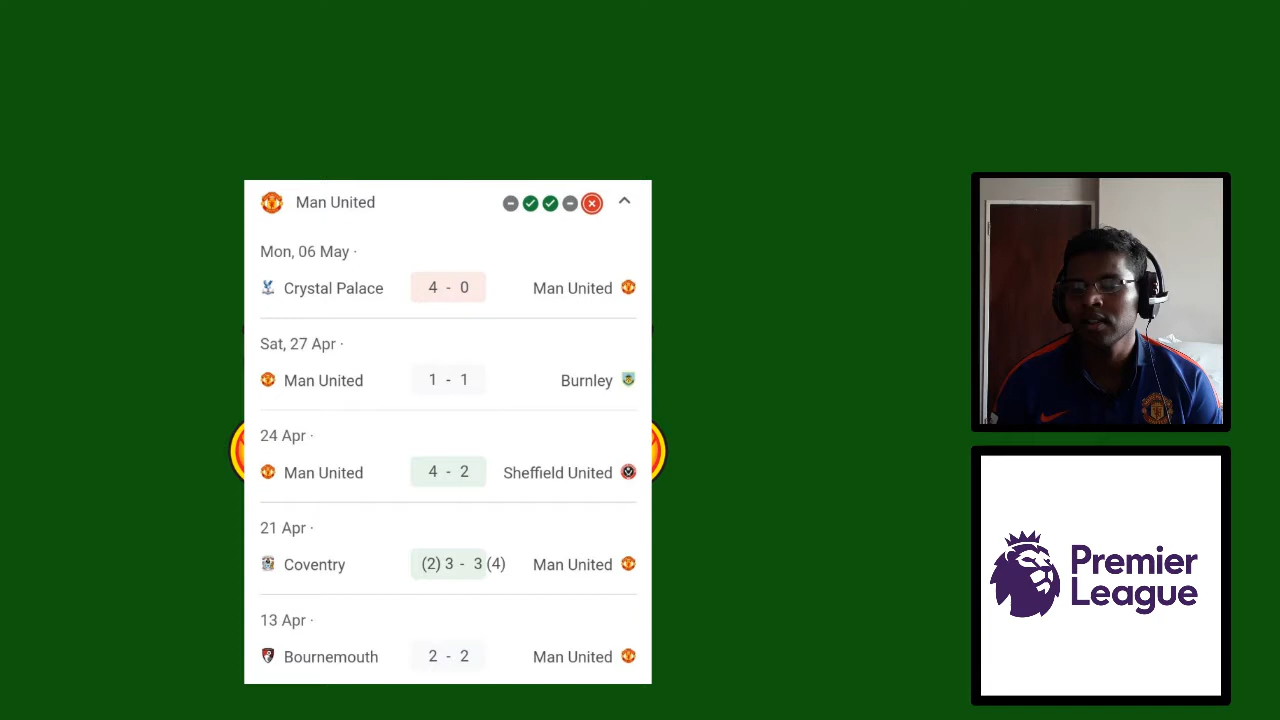 Man United
Mon, 06 May ·
Crystal Palace 4 - 0 Man United
Sat, 27 Apr ·
Man United 1 - 1 Burnley
24 Apr ·
Man United 4 - 2 Sheffield United
21 Apr ·
Coventry (2) 3 - 3 (4) Man United
13 Apr ·
Bournemouth 2 - 2 Man United
Premier
League